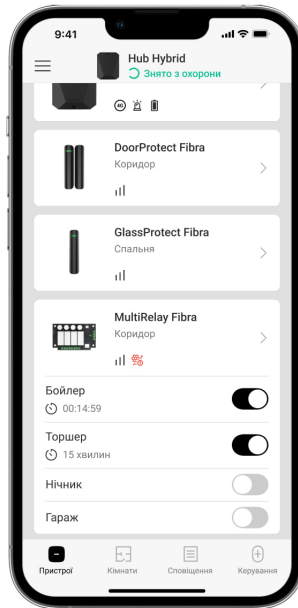 9:41
Hub Hybrid
Знято з охорони
4G
DoorProtect Fibra
Коридор
GlassProtect Fibra
Спальня
MultiRelay Fibra
Коридор
Бойлер
00:14:59
Торшер
15 хвилин
Нічник
Гараж
Пристрої Кімнати Сповіщення Керування